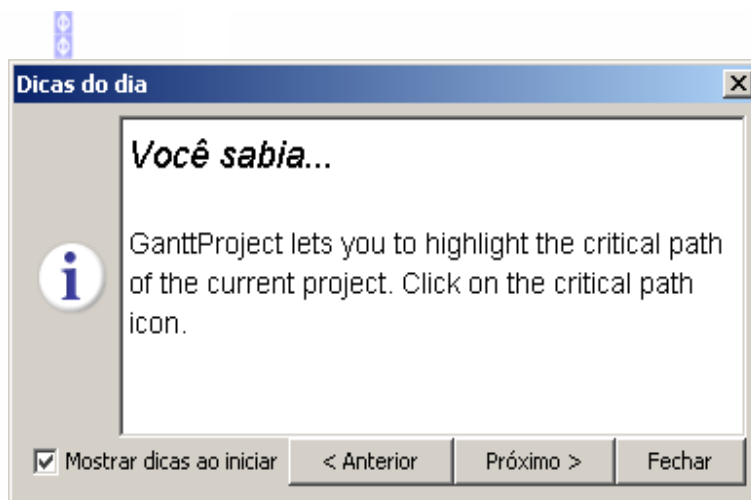 Dicas do dia
Você sabia...
GanttProject lets you to highlight the critical path
of the current project. Click on the critical path
icon.
Mostrar dicas ao iniciar
< Anterior
Próximo >
Fechar